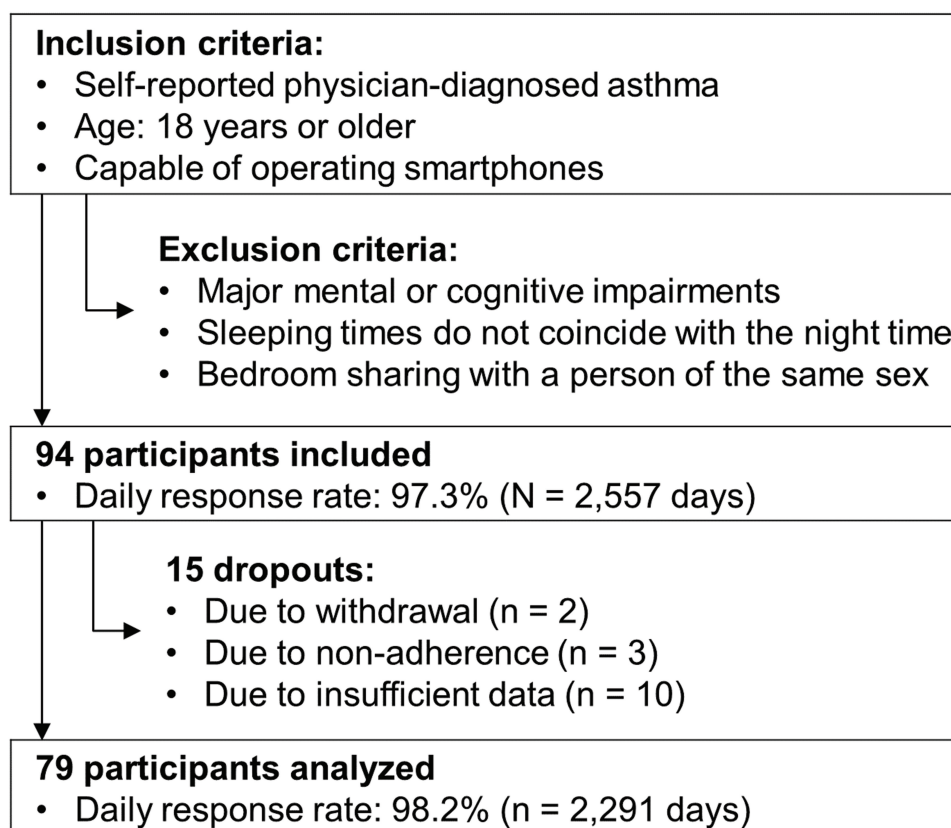 Inclusion criteria:
• Self-reported physician-diagnosed asthma
• Age: 18 years or older
• Capable of operating smartphones
Exclusion criteria:
• Major mental or cognitive impairments
• Sleeping times do not coincide with the night time
• Bedroom sharing with a person of the same sex
94 participants included
• Daily response rate: 97.3% (N = 2,557 days)
15 dropouts:
• Due to withdrawal (n = 2)
• Due to non-adherence (n = 3)
• Due to insufficient data (n = 10)
79 participants analyzed
• Daily response rate: 98.2% (n = 2,291 days)